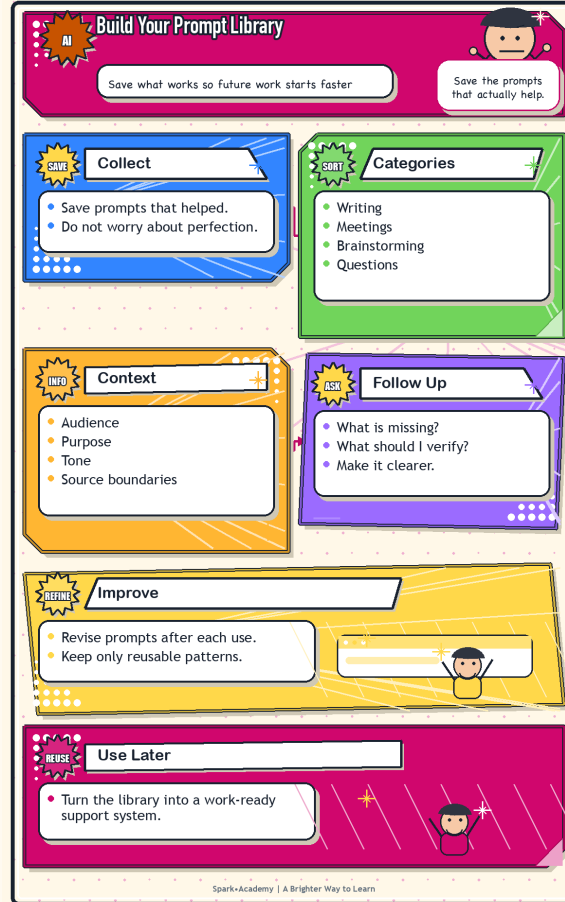 AI
Build Your Prompt Library
Save what works so future work starts faster
Save the prompts
that actually help.
SAVE
Collect
Save prompts that helped.
Do not worry about perfection.
SORT
Categories
Writing
Meetings
Brainstorming
Questions
INFO
Context
Audience
Purpose
Tone
Source boundaries
ASK
Follow Up
What is missing?
What should I verify?
Make it clearer.
REFINE
Improve
Revise prompts after each use.
Keep only reusable patterns.
REUSE
Use Later
Turn the library into a work-ready
support system.
Spark•Academy | A Brighter Way to Learn